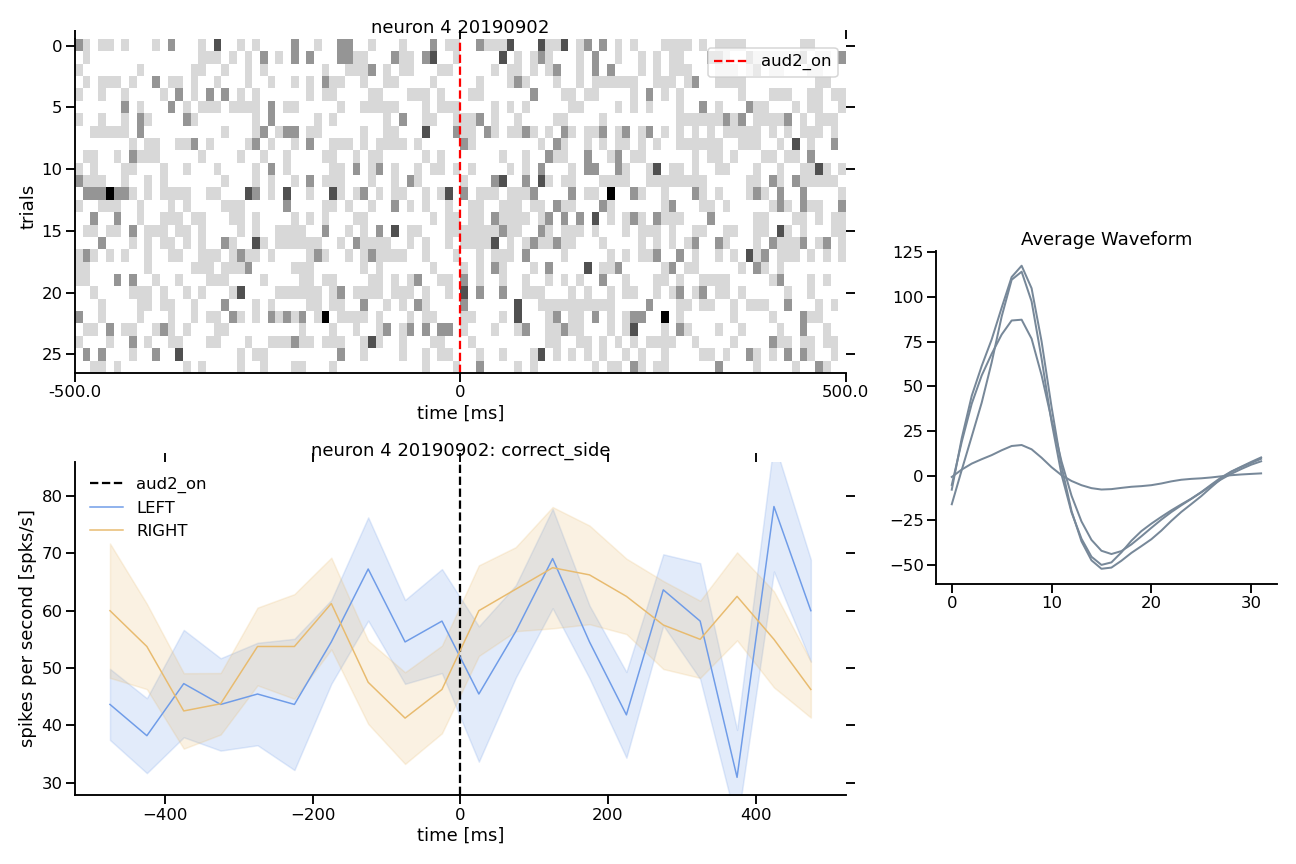 neuron 4 20190902
aud2_on
0
5
10
15
20
25
trials
-500.0
0
500.0
time [ms]
neuron 4 20190902: correct_side
aud2_on
LEFT
RIGHT
80
70
60
50
40
30
spikes per second [spks/s]
−400
−200
0
200
400
time [ms]
Average Waveform
125
100
75
50
25
0
−25
−50
0
10
20
30